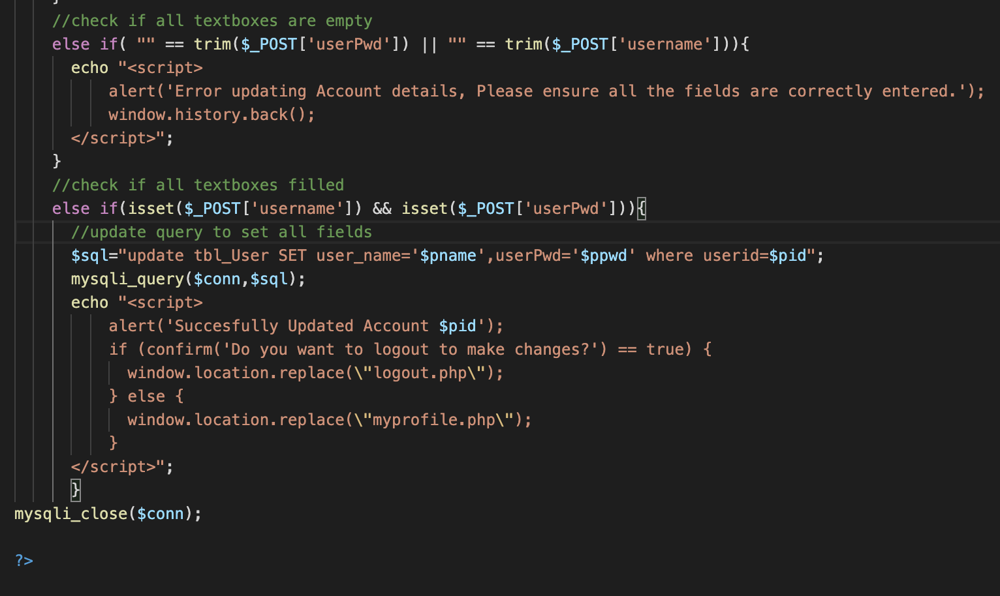 }
//check if all textboxes are empty
else if( "" == trim($_POST['userPwd']) || "" == trim($_POST['username'])){
echo "<script>
alert('Error updating Account details, Please ensure all the fields are correctly entered.');
window.history.back();
</script>";
}
//check if all textboxes filled
else if(isset($_POST['username']) && isset($_POST['userPwd'])){
//update query to set all fields
$sql="update tbl_User SET user_name='$pname',userPwd='$ppwd' where userid=$pid";
mysqli_query($conn,$sql);
echo "<script>
alert('Succesfully Updated Account $pid');
if (confirm('Do you want to logout to make changes?') == true) {
window.location.replace(\"logout.php\");
} else {
window.location.replace(\"myprofile.php\");
}
</script>";
}
mysqli_close($conn);
?>